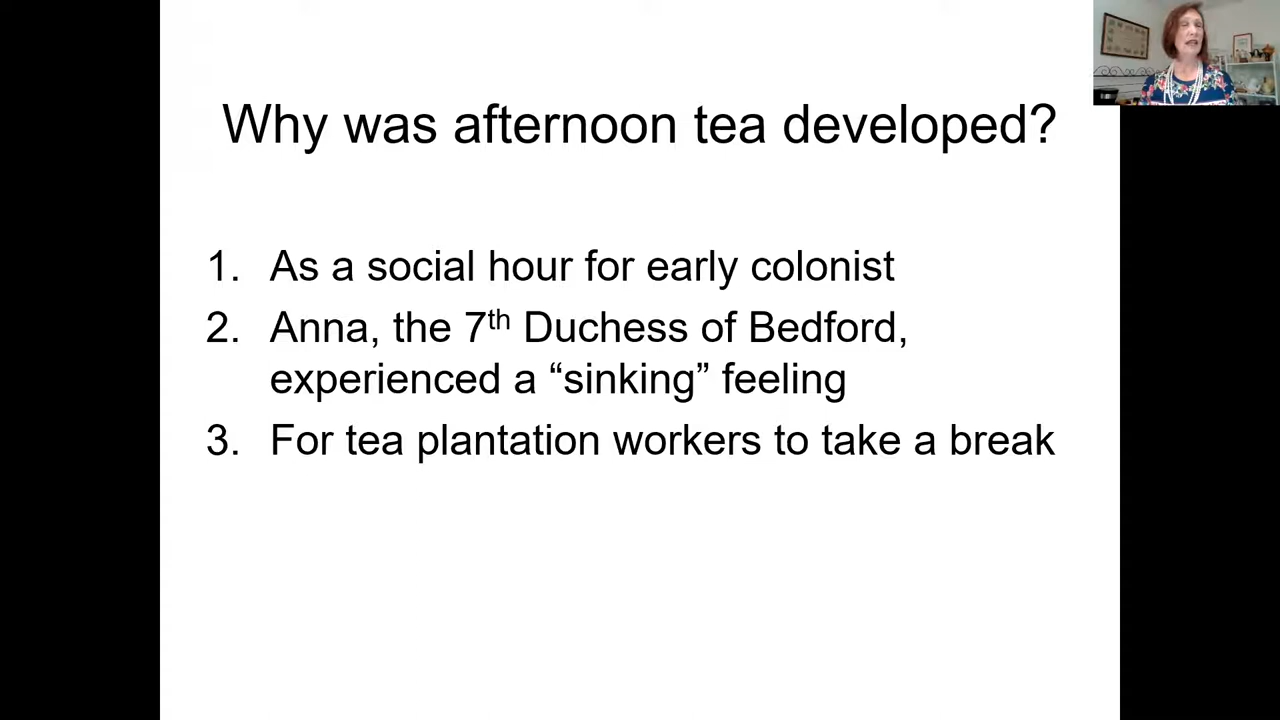 Why was afternoon tea developed?
1. As a social hour for early colonist
2. Anna, the 7th Duchess of Bedford,
experienced a “sinking” feeling
3. For tea plantation workers to take a break